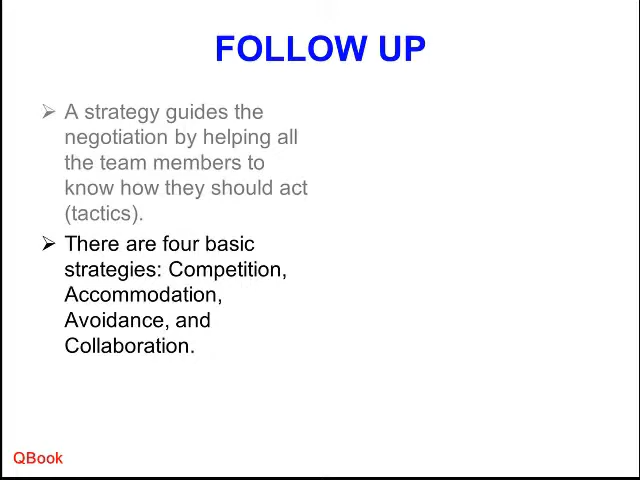 FOLLOW UP
➢ A strategy guides the
negotiation by helping all
the team members to
know how they should act
(tactics).
➢ There are four basic
strategies: Competition,
Accommodation,
Avoidance, and
Collaboration.
QBook